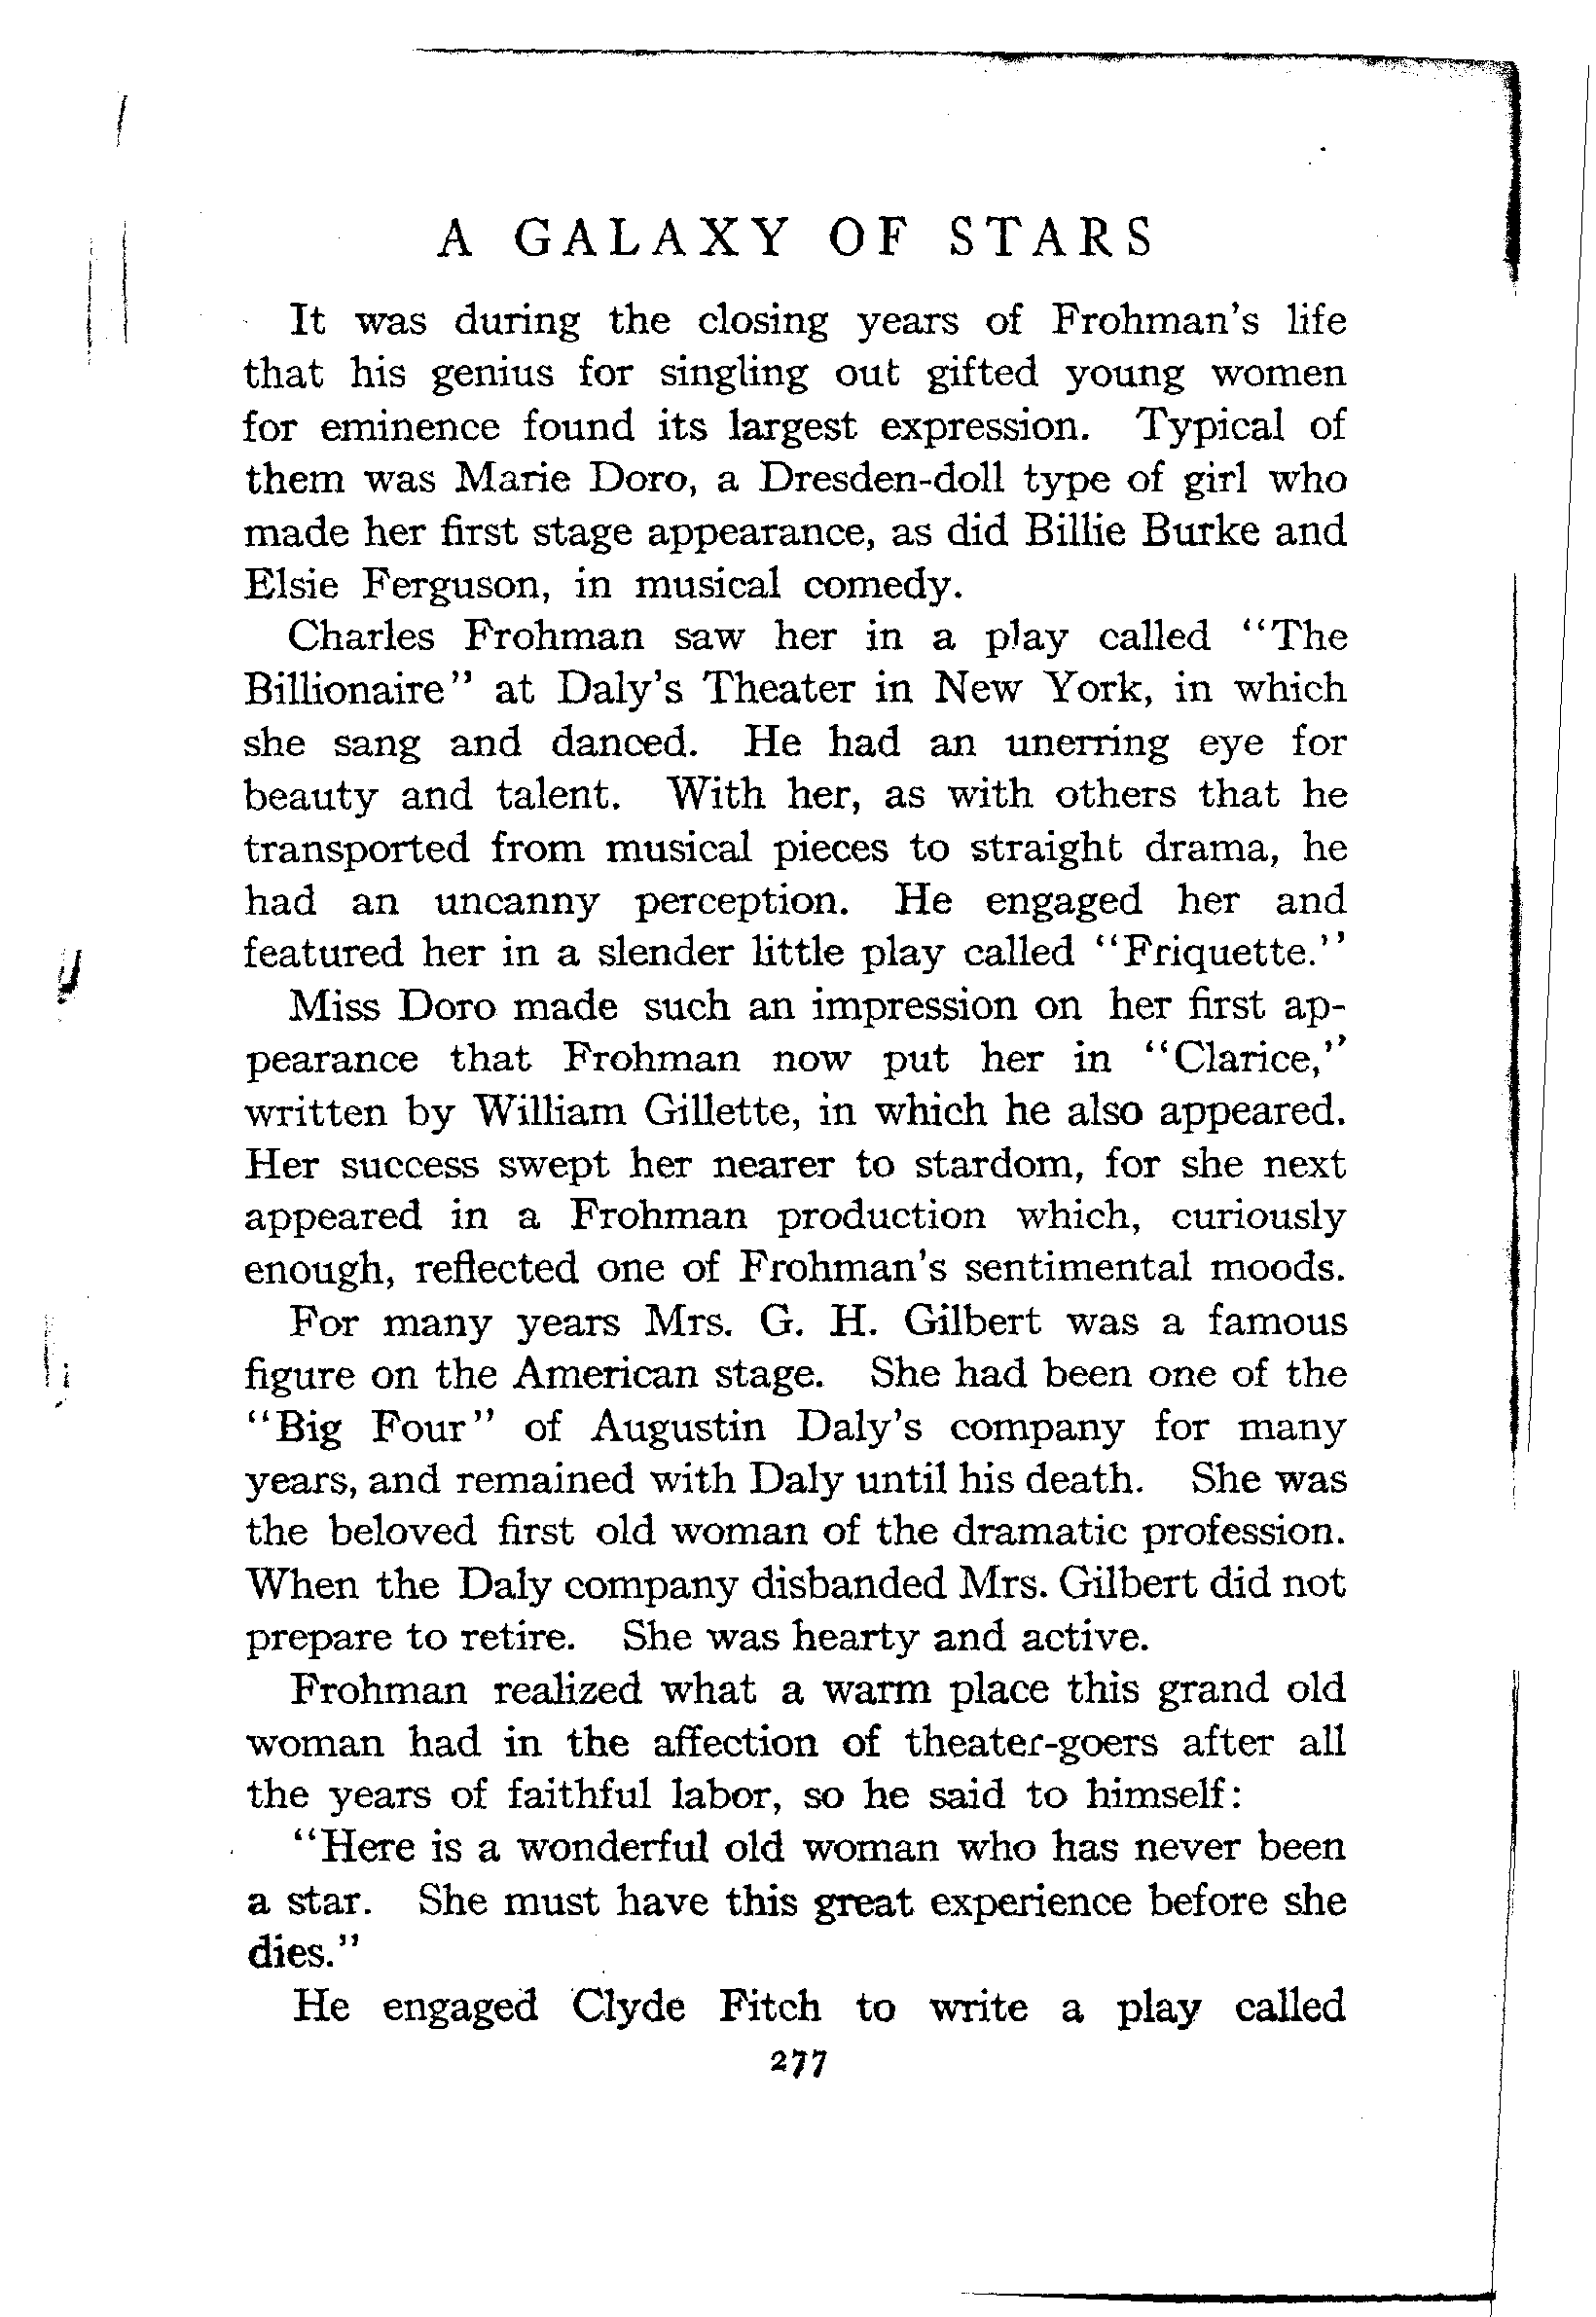 A GALAXY OF STARS
It was during the closing years of Frohman's life
that his genius for singling out gifted young women
for eminence found its largest expression. Typical of
them was Marie Doro, a Dresden-doll type of girl who
made her first stage appearance, as did Billie Burke and
Elsie Ferguson, in musical comedy.
Charles Frohman saw her in a play called "The
Billionaire" at Daly's Theater in New York, in which
she sang and danced. He had an unerring eye for
beauty and talent. With her, as with others that he
transported from musical pieces to straight drama, he
had an uncanny perception. He engaged her and
featured her in a slender little play called "Friquette."
Miss Doro made such an impression on her first ap-
pearance that Frohman now put her in "Clarice,"
written by William Gillette, in which he also appeared.
Her success swept her nearer to stardom, for she next
appeared in a Frohman production which, curiously
enough, reflected one of Frohman's sentimental moods.
For many years Mrs. G. H. Gilbert was a famous
figure on the American stage. She had been one of the
"Big Four" of Augustin Daly's company for many
years, and remained with Daly until his death. She was
the beloved first old woman of the dramatic profession.
When the Daly company disbanded Mrs. Gilbert did not
prepare to retire. She was hearty and active.
Frohman realized what a warm place this grand old
woman had in the affection of theater-goers after all
the years of faithful labor, so he said to himself:
"Here is a wonderful old woman who has never been
a star. She must have this great experience before she
dies."
He engaged Clyde Fitch to write a play called
277